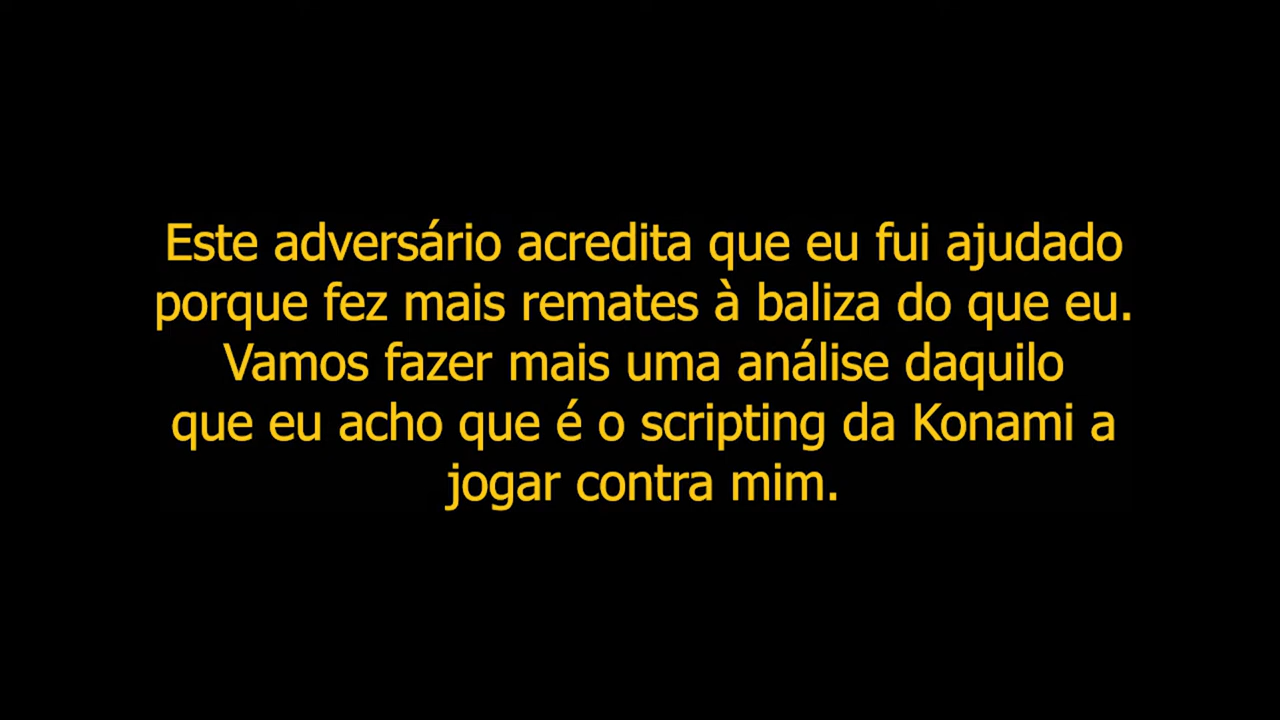 Este adversário acredita que eu fui ajudado
porque fez mais remates à baliza do que eu.
Vamos fazer mais uma análise daquilo
que eu acho que é o scripting da Konami a
jogar contra mim.